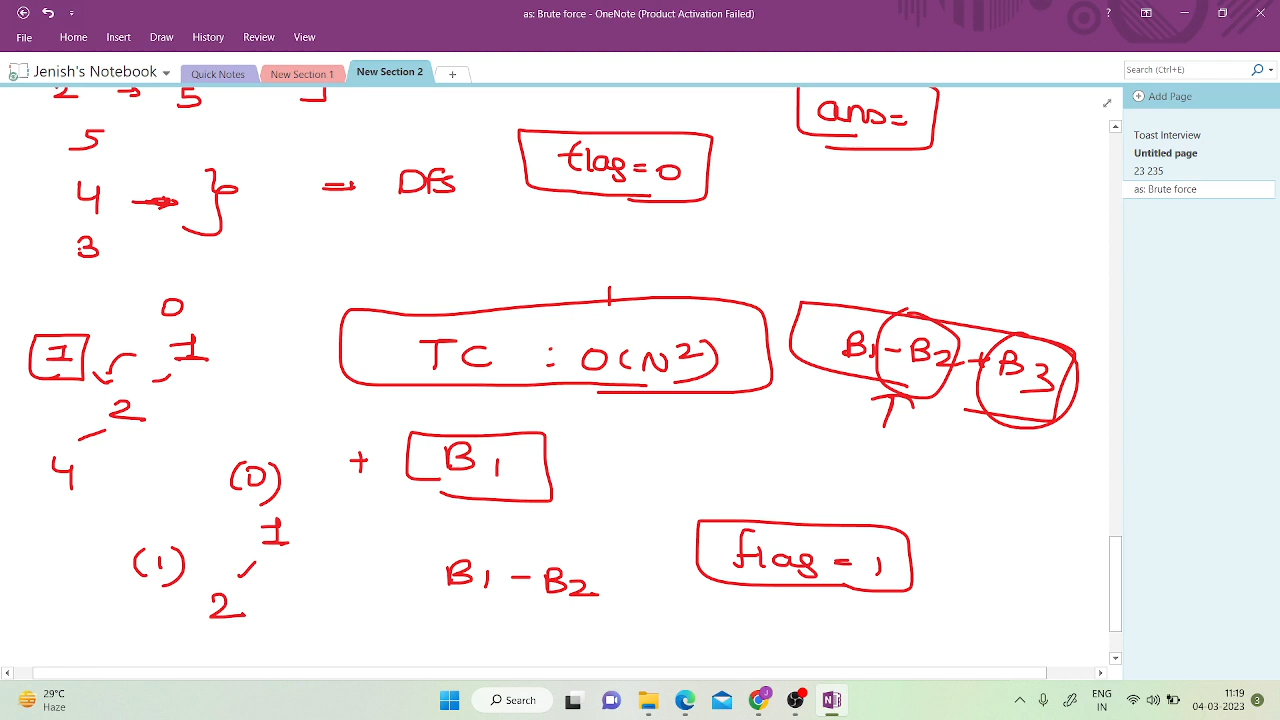 as: Brute force - OneNote (Product Activation Failed)
File Home Insert Draw History Review View
Jenish's Notebook Quick Notes New Section 1 New Section 2 Search (Ctrl+E)
Add Page
Toast Interview
Untitled page
23 235
as: Brute force
2 → 5
ans=
5
flag=0
4 → } ⇒ DFS
3
0
1 1 TC : O(N²) B1-B2+B3
2
4 (0) + B1
1
(1) B1-B2 flag=1
2
29°C
Haze
Search
ENG
IN
11:19
04-03-2023
3